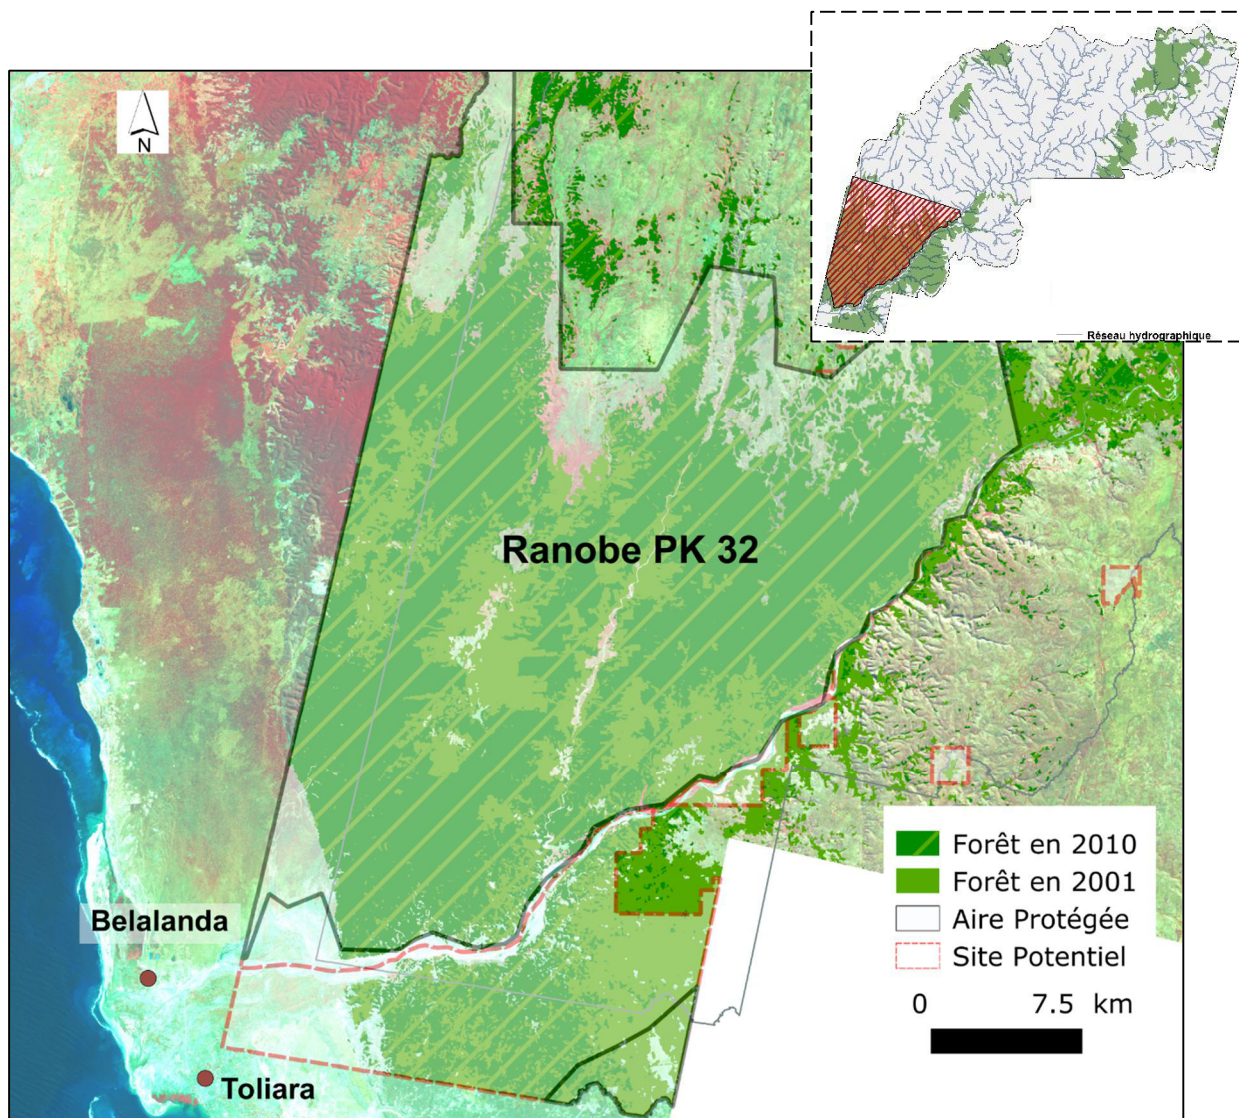 N
Réseau hydrographique
Ranobe PK 32
Belalanda
Toliara
Forêt en 2010
Forêt en 2001
Aire Protégée
Site Potentiel
0 7.5 km